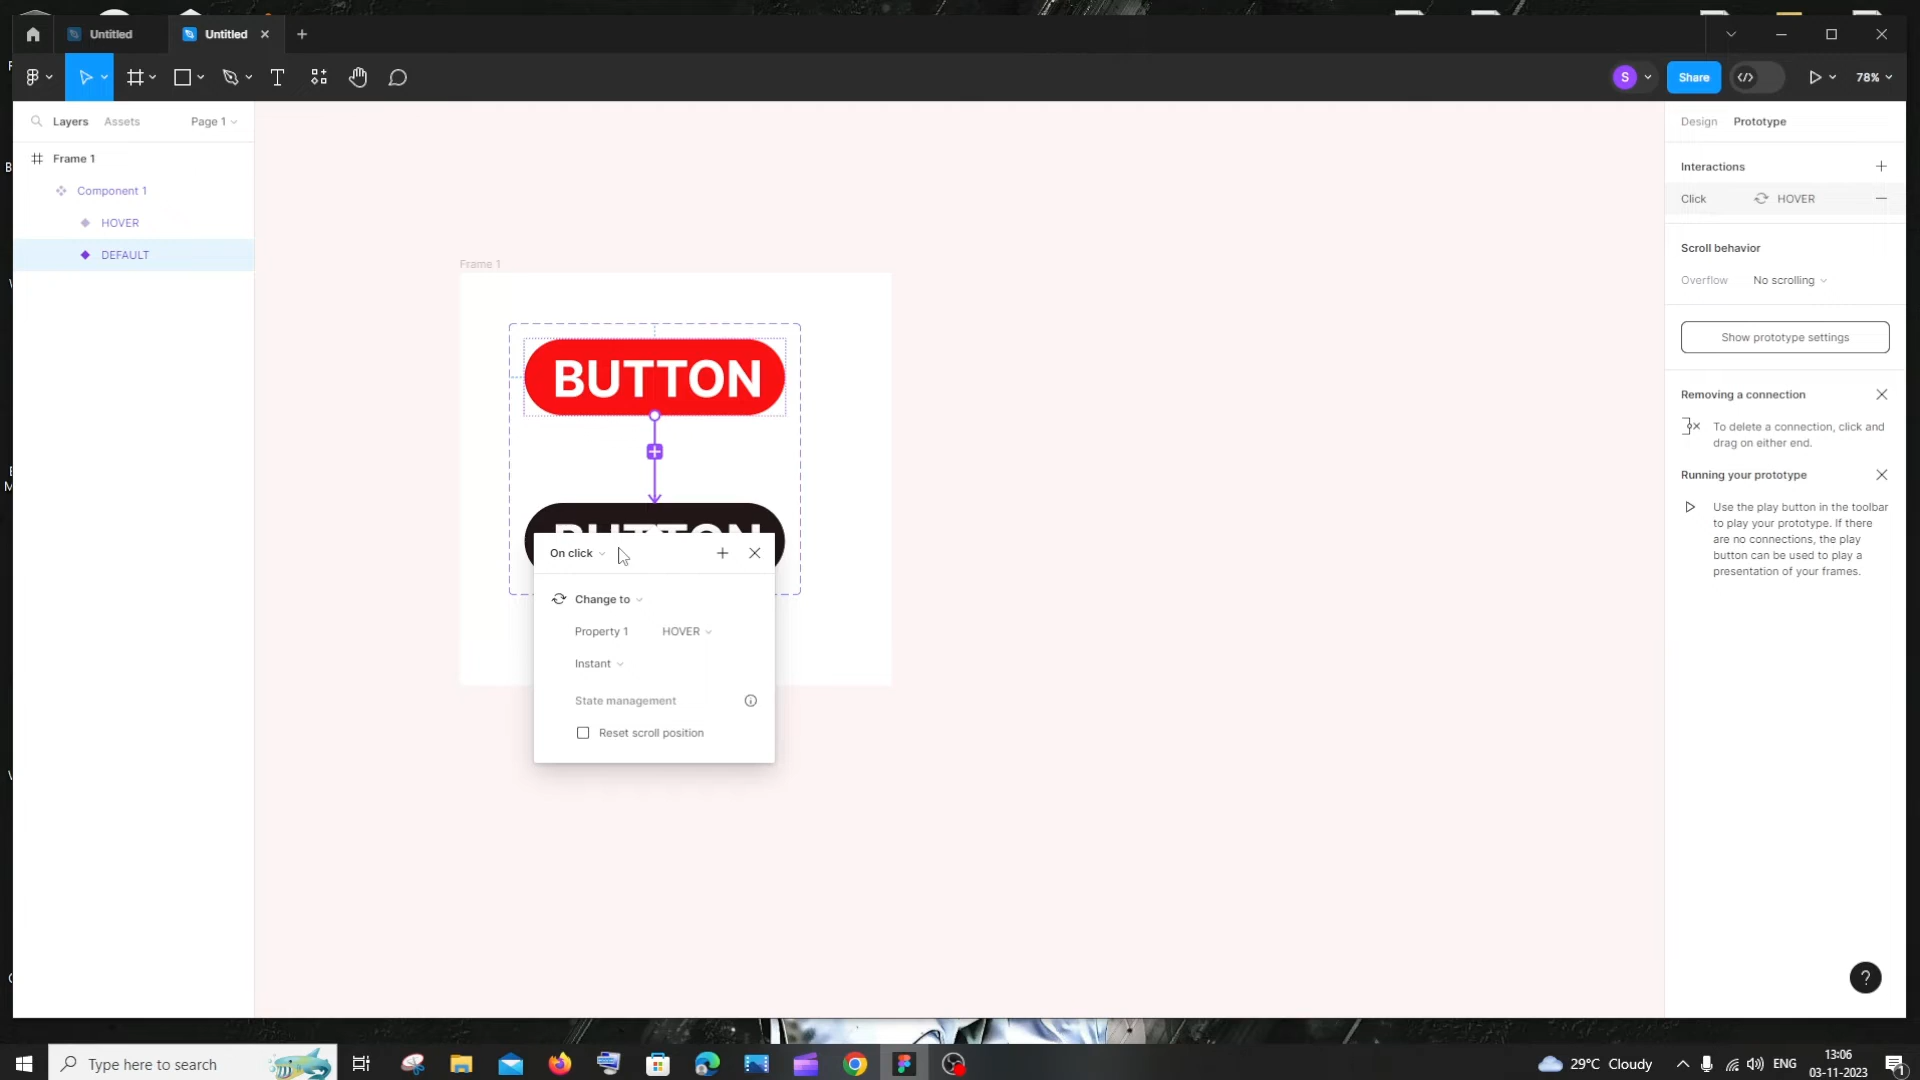 Untitled
Untitled
S
Share
78%
Layers
Assets
Page 1
Design
Prototype
Frame 1
Interactions
Component 1
Click
HOVER
HOVER
DEFAULT
Scroll behavior
Frame 1
Overflow
No scrolling
Show prototype settings
BUTTON
Removing a connection
To delete a connection, click and
drag on either end.
Running your prototype
Use the play button in the toolbar
to play your prototype. If there
are no connections, the play
button can be used to play a
presentation of your frames.
BUTTON
On click
Change to
Property 1
HOVER
Instant
State management
Reset scroll position
?
Type here to search
29°C Cloudy
ENG
13:06
03-11-2023
1